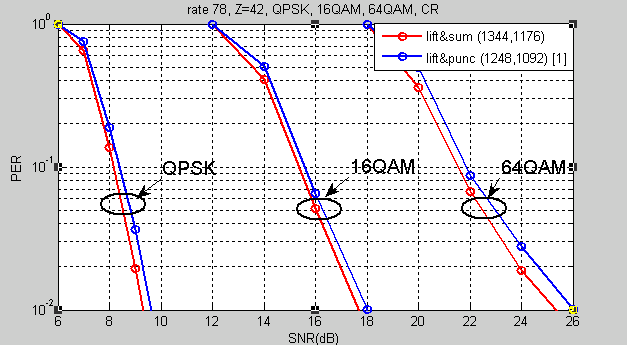 rate 78, Z=42, QPSK, 16QAM, 64QAM, CR
lift&sum (1344,1176)
lift&punc (1248,1092) [1]
10^0
10^-1
10^-2
PER
QPSK
16QAM
64QAM
6 8 10 12 14 16 18 20 22 24 26
SNR(dB)